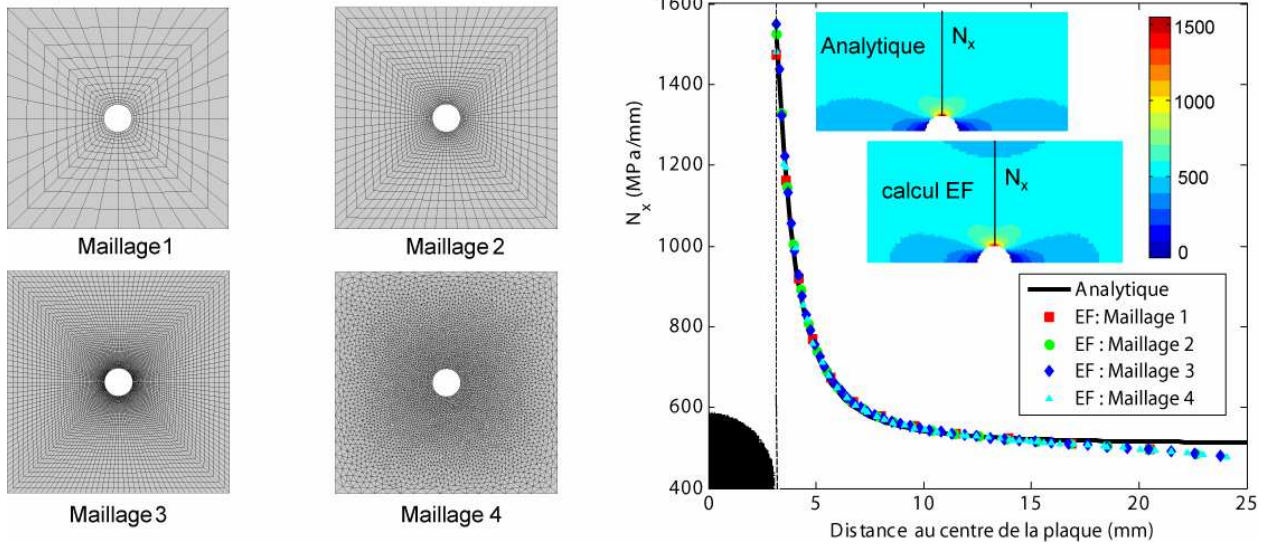 Maillage 1
Maillage 2
Maillage 3
Maillage 4
1600
1400
1200
1000
800
600
400
N_x (MPa/mm)
Analytique
N_x
calcul EF
N_x
1500
1000
500
0
Analytique
EF: Maillage 1
EF : Maillage 2
EF : Maillage 3
EF : Maillage 4
0
5
10
15
20
25
Distance au centre de la plaque (mm)